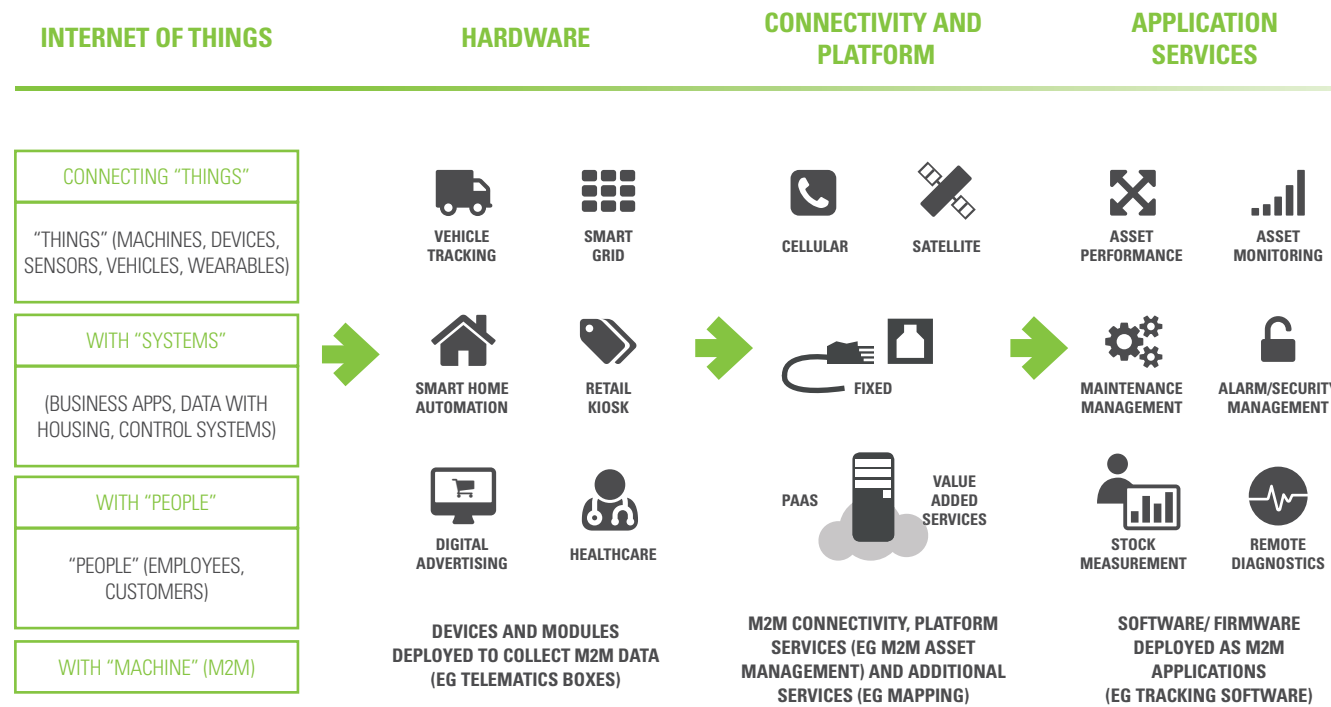 INTERNET OF THINGS
HARDWARE
CONNECTIVITY AND
PLATFORM
APPLICATION
SERVICES
CONNECTING “THINGS”
“THINGS” (MACHINES, DEVICES,
SENSORS, VEHICLES, WEARABLES)
WITH “SYSTEMS”
(BUSINESS APPS, DATA WITH
HOUSING, CONTROL SYSTEMS)
WITH “PEOPLE”
“PEOPLE” (EMPLOYEES,
CUSTOMERS)
WITH “MACHINE” (M2M)
VEHICLE
TRACKING
SMART
GRID
SMART HOME
AUTOMATION
RETAIL
KIOSK
DIGITAL
ADVERTISING
HEALTHCARE
DEVICES AND MODULES
DEPLOYED TO COLLECT M2M DATA
(EG TELEMATICS BOXES)
CELLULAR
SATELLITE
FIXED
PAAS
VALUE
ADDED
SERVICES
M2M CONNECTIVITY, PLATFORM
SERVICES (EG M2M ASSET
MANAGEMENT) AND ADDITIONAL
SERVICES (EG MAPPING)
ASSET
PERFORMANCE
ASSET
MONITORING
MAINTENANCE
MANAGEMENT
ALARM/SECURITY
MANAGEMENT
STOCK
MEASUREMENT
REMOTE
DIAGNOSTICS
SOFTWARE/ FIRMWARE
DEPLOYED AS M2M
APPLICATIONS
(EG TRACKING SOFTWARE)